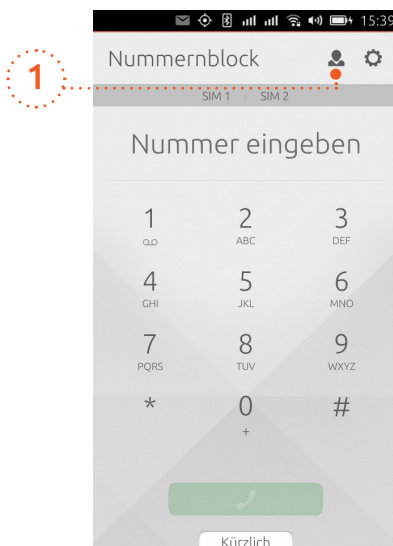 15:39
Nummernblock
1
SIM 1 SIM 2
Nummer eingeben
1 2 3
ABC DEF
4 5 6
GHI JKL MNO
7 8 9
PQRS TUV WXYZ
* 0 #
+
Kürzlich